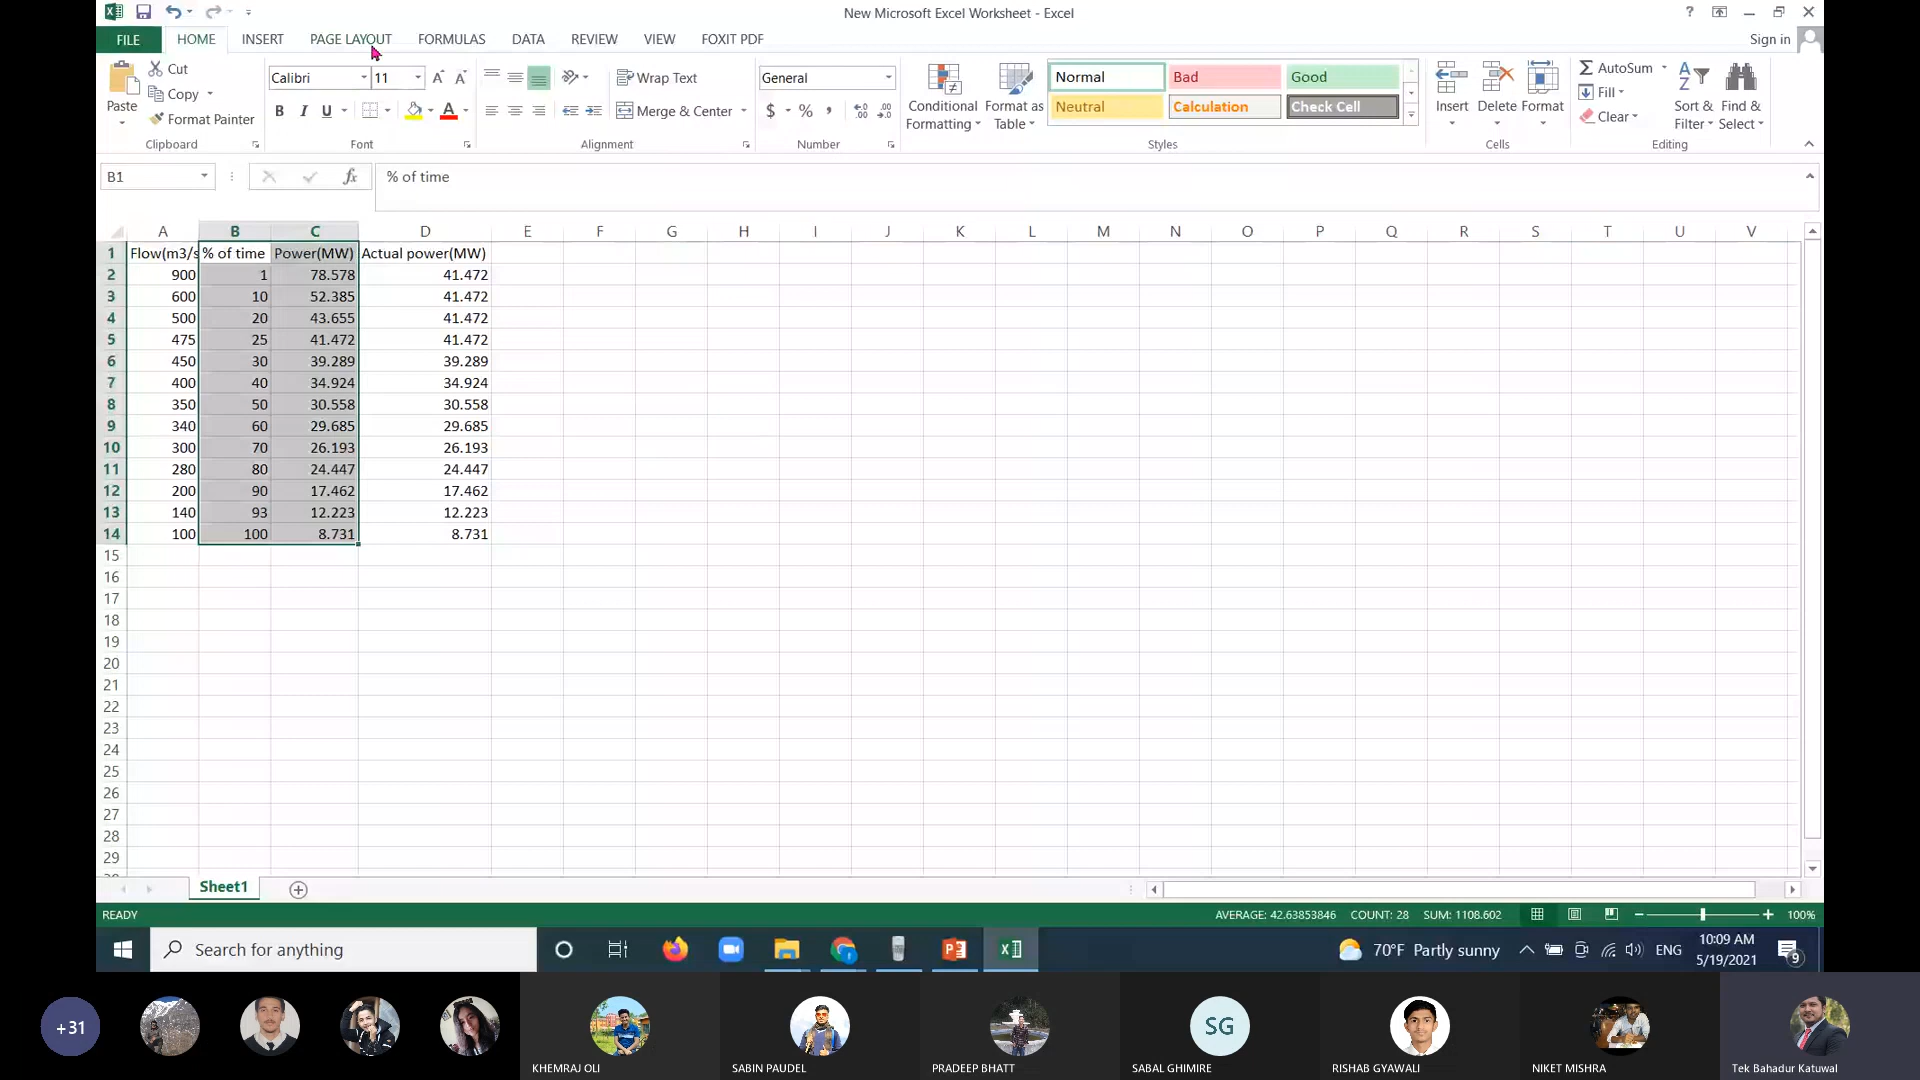 New Microsoft Excel Worksheet - Excel
?
FILE HOME INSERT PAGE LAYOUT FORMULAS DATA REVIEW VIEW FOXIT PDF Sign in
Paste
Cut
Copy
Format Painter
Clipboard
Calibri 11
B I U
Font
Wrap Text
Merge & Center
Alignment
General
$ % ,
Number
Conditional Formatting
Format as Table
Normal Bad Good
Neutral Calculation Check Cell
Styles
Insert Delete Format
Cells
AutoSum
Fill
Clear
Sort & Filter
Find & Select
Editing
B1 fx % of time
A B C D E F G H I J K L M N O P Q R S T U V
1 Flow(m3/s % of time Power(MW) Actual power(MW)
2 900 1 78.578 41.472
3 600 10 52.385 41.472
4 500 20 43.655 41.472
5 475 25 41.472 41.472
6 450 30 39.289 39.289
7 400 40 34.924 34.924
8 350 50 30.558 30.558
9 340 60 29.685 29.685
10 300 70 26.193 26.193
11 280 80 24.447 24.447
12 200 90 17.462 17.462
13 140 93 12.223 12.223
14 100 100 8.731 8.731
15
16
17
18
19
20
21
22
23
24
25
26
27
28
29
Sheet1
READY AVERAGE: 42.63853846 COUNT: 28 SUM: 1108.602 100%
Search for anything
70°F Partly sunny ENG
10:09 AM
5/19/2021
9
+31
SG
KHEMRAJ OLI SABIN PAUDEL PRADEEP BHATT SABAL GHIMIRE RISHAB GYAWALI NIKET MISHRA Tek Bahadur Katuwal